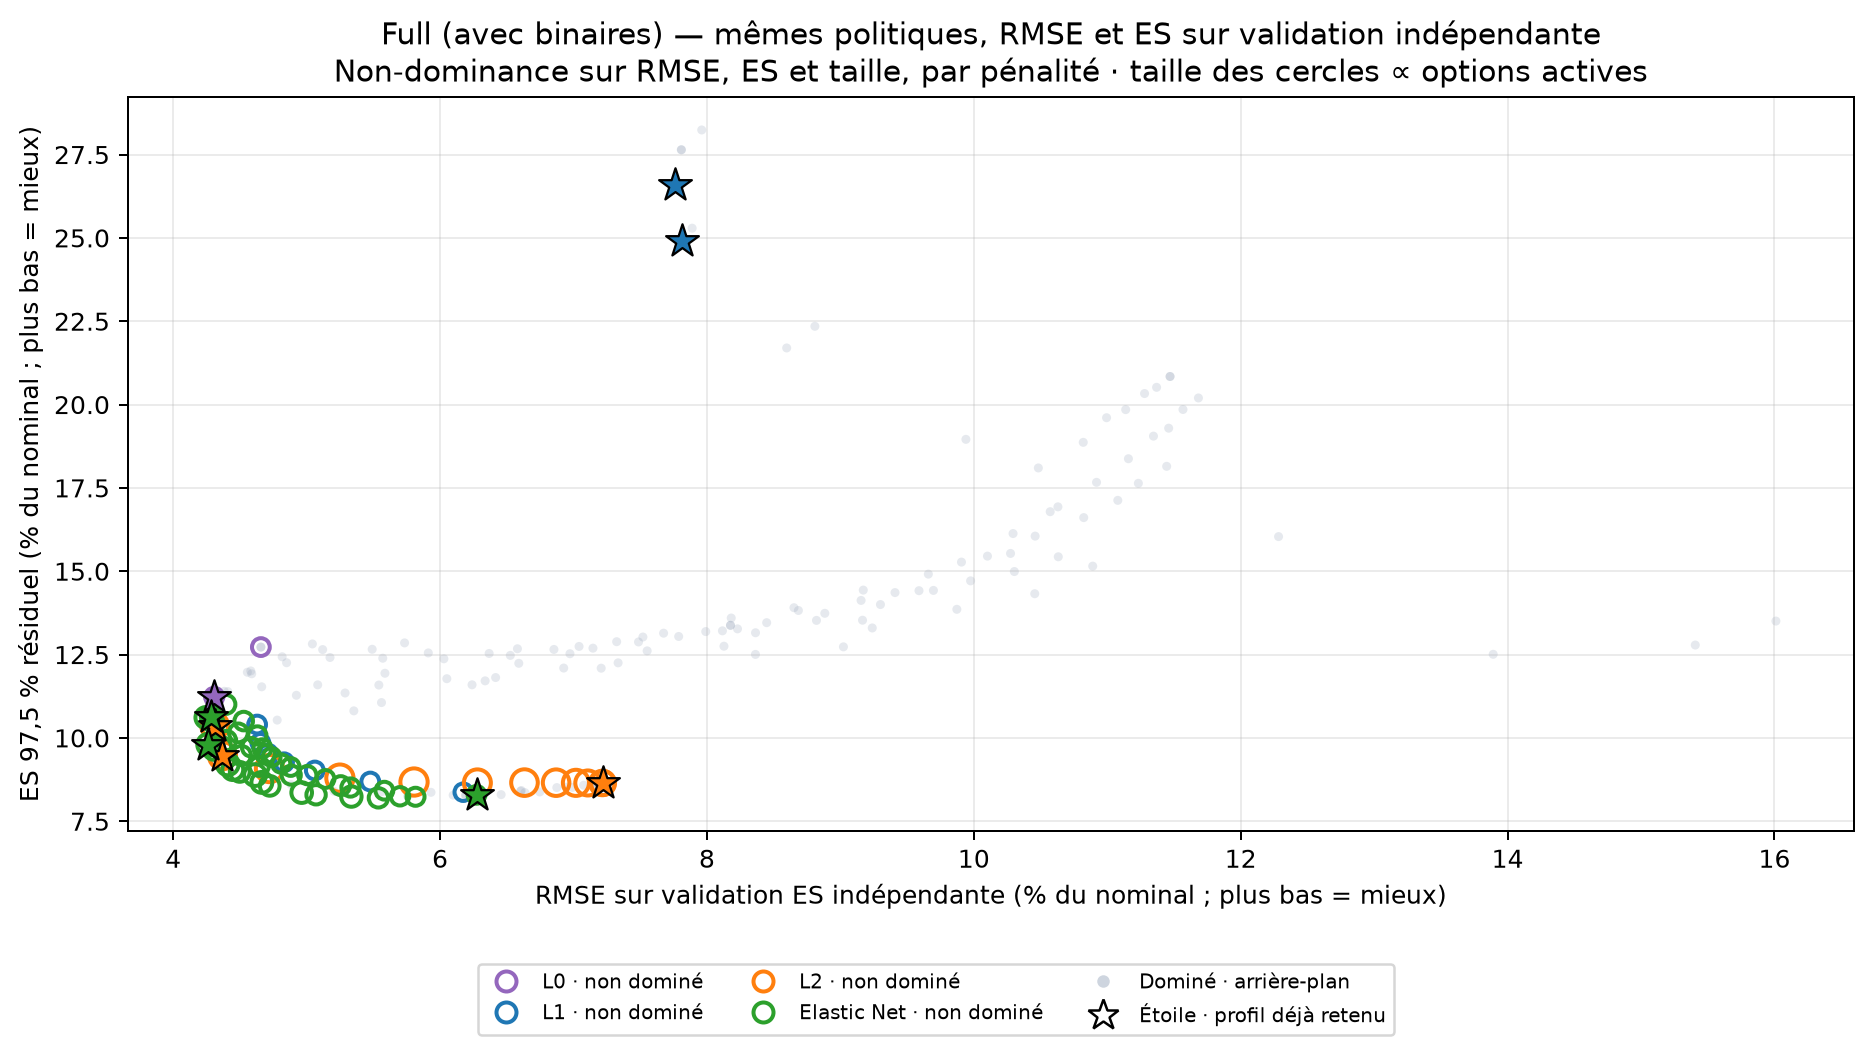 Full (avec binaires) — mêmes politiques, RMSE et ES sur validation indépendante
Non-dominance sur RMSE, ES et taille, par pénalité · taille des cercles ∝ options actives
ES 97,5 % résiduel (% du nominal ; plus bas = mieux)
27.5
25.0
22.5
20.0
17.5
15.0
12.5
10.0
7.5
4 6 8 10 12 14 16
RMSE sur validation ES indépendante (% du nominal ; plus bas = mieux)
L0 · non dominé
L1 · non dominé
L2 · non dominé
Elastic Net · non dominé
Dominé · arrière-plan
Étoile · profil déjà retenu